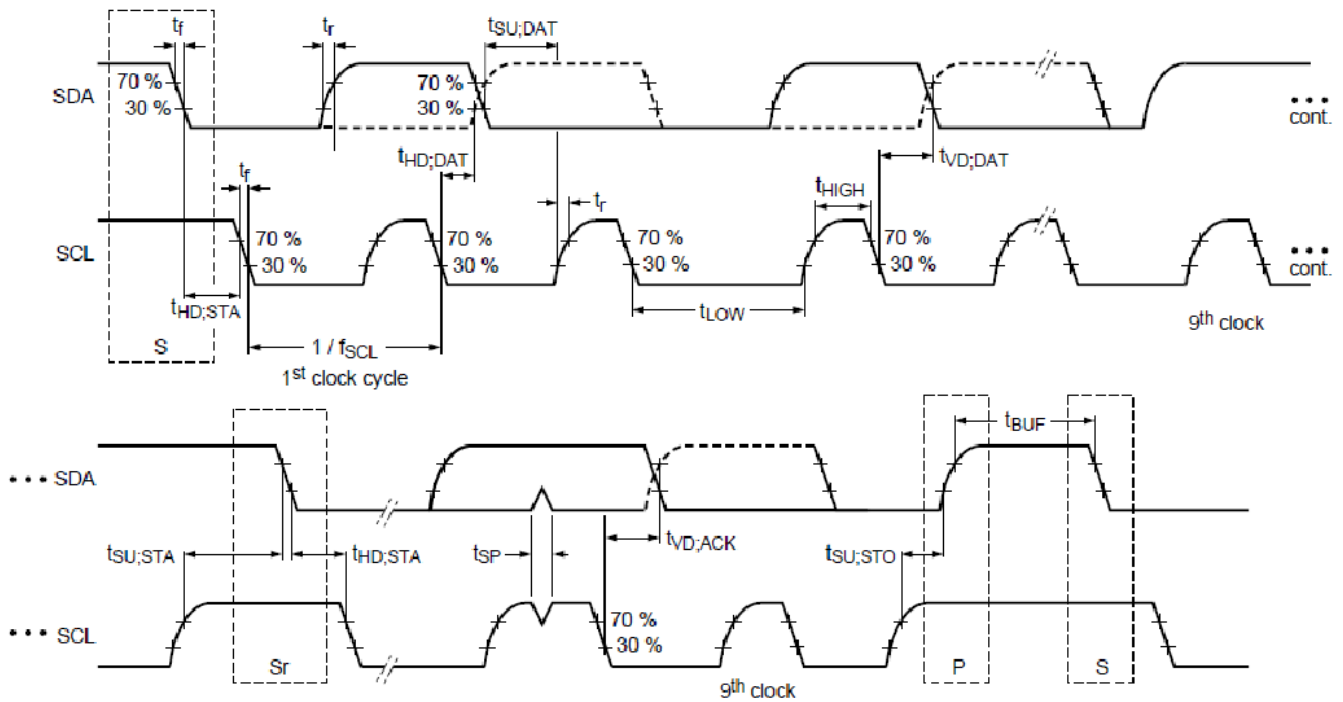 tf tr tSU;DAT
70 % 70 %
SDA 30 % 30 %
••• cont.
tHD;DAT tVD;DAT
tf tr tHIGH
70 % 70 % 70 % 70 %
SCL 30 % 30 % 30 % 30 %
••• cont.
tHD;STA tLOW
9th clock
S 1 / fSCL
1st clock cycle
tBUF
••• SDA
tSU;STA tHD;STA tSP tVD;ACK tSU;STO
70 %
••• SCL 30 %
Sr P S
9th clock